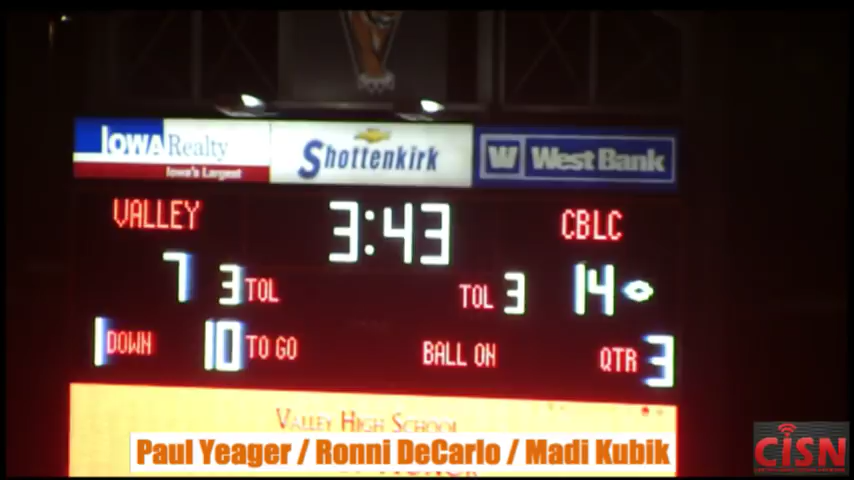 IOWA Realty
Iowa's Largest
Shottenkirk
W West Bank
VALLEY 3:43 CBLC
7 3 TOL TOL 3 14
1 DOWN 10 TO GO BALL ON QTR 3
VALLEY HIGH SCHOOL
Paul Yeager / Ronni DeCarlo / Madi Kubik
CISN